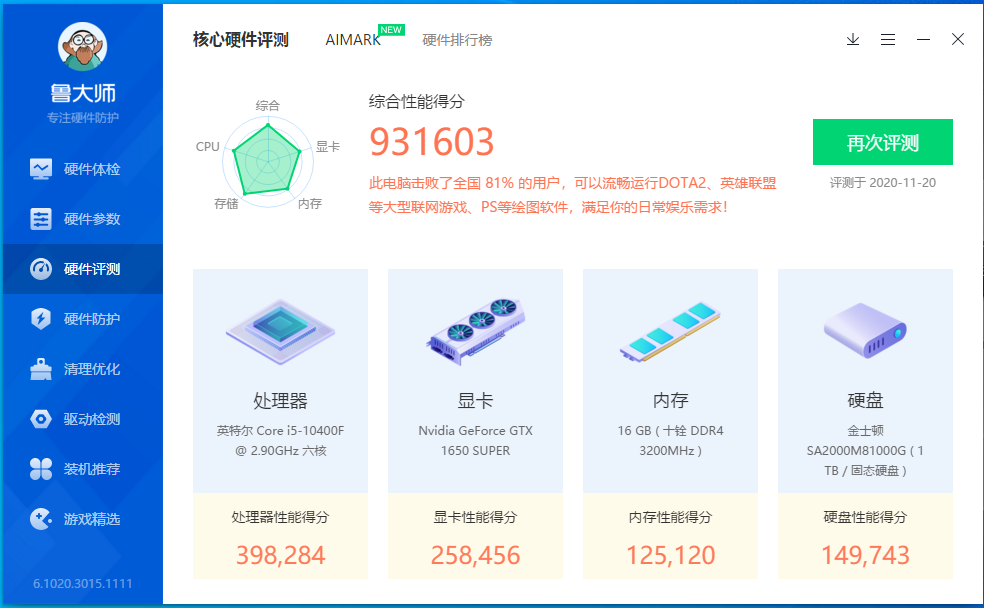 鲁大师
专注硬件防护
硬件体检
硬件参数
硬件评测
硬件防护
清理优化
驱动检测
装机推荐
游戏精选
6.1020.3015.1111
核心硬件评测
AIMARK
NEW
硬件排行榜
综合
CPU
显卡
存储
内存
综合性能得分
931603
此电脑击败了全国 81% 的用户，可以流畅运行DOTA2、英雄联盟
等大型联网游戏、PS等绘图软件，满足你的日常娱乐需求！
再次评测
评测于 2020-11-20
处理器
英特尔 Core i5-10400F
@ 2.90GHz 六核
处理器性能得分
398,284
显卡
Nvidia GeForce GTX
1650 SUPER
显卡性能得分
258,456
内存
16 GB ( 十铨 DDR4
3200MHz )
内存性能得分
125,120
硬盘
金士顿
SA2000M81000G ( 1
TB / 固态硬盘 )
硬盘性能得分
149,743